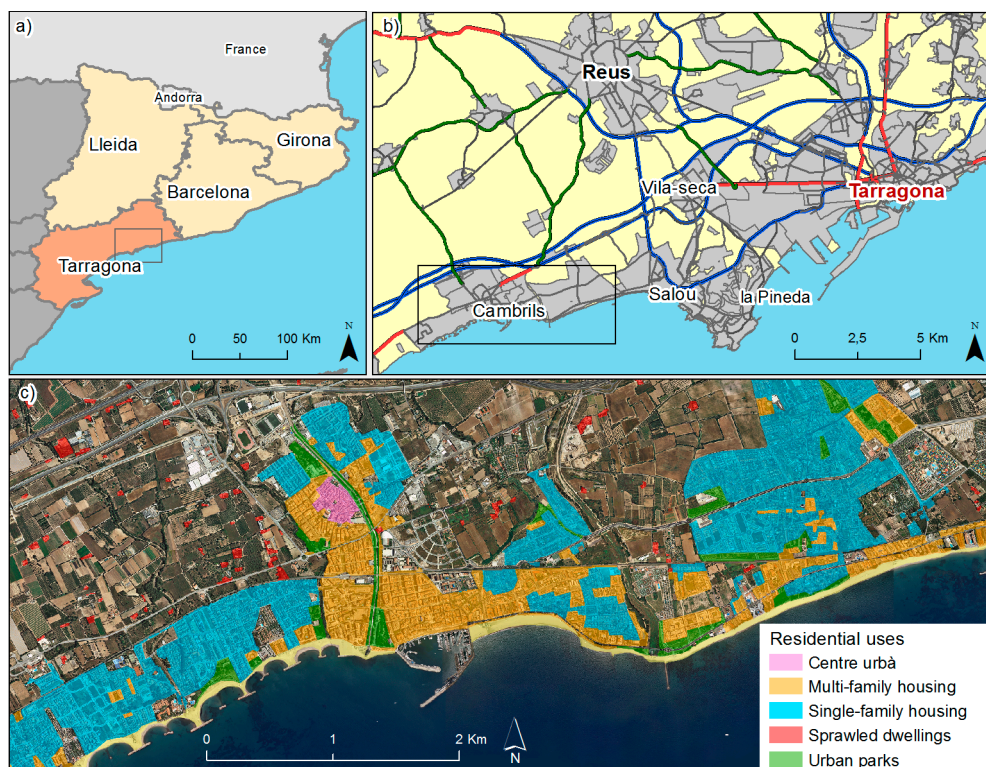 a)
France
Andorra
Lleida
Girona
Barcelona
Tarragona
0 50 100 Km
N
b)
Reus
Vila-seca
Tarragona
Salou
la Pineda
Cambrils
0 2,5 5 Km
N
c)
0 1 2 Km
N
Residential uses
Centre urbà
Multi-family housing
Single-family housing
Sprawled dwellings
Urban parks